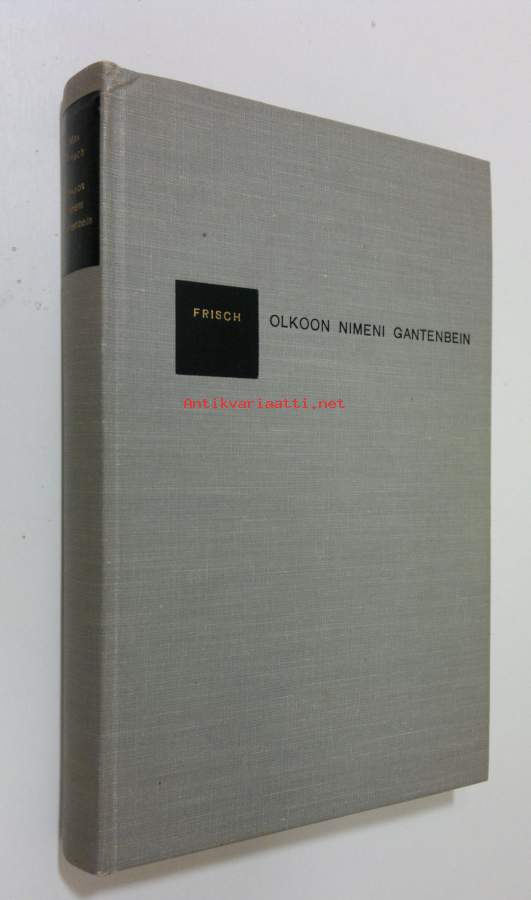 FRISCH
OLKOON NIMENI GANTENBEIN
Antikvariaatti.net